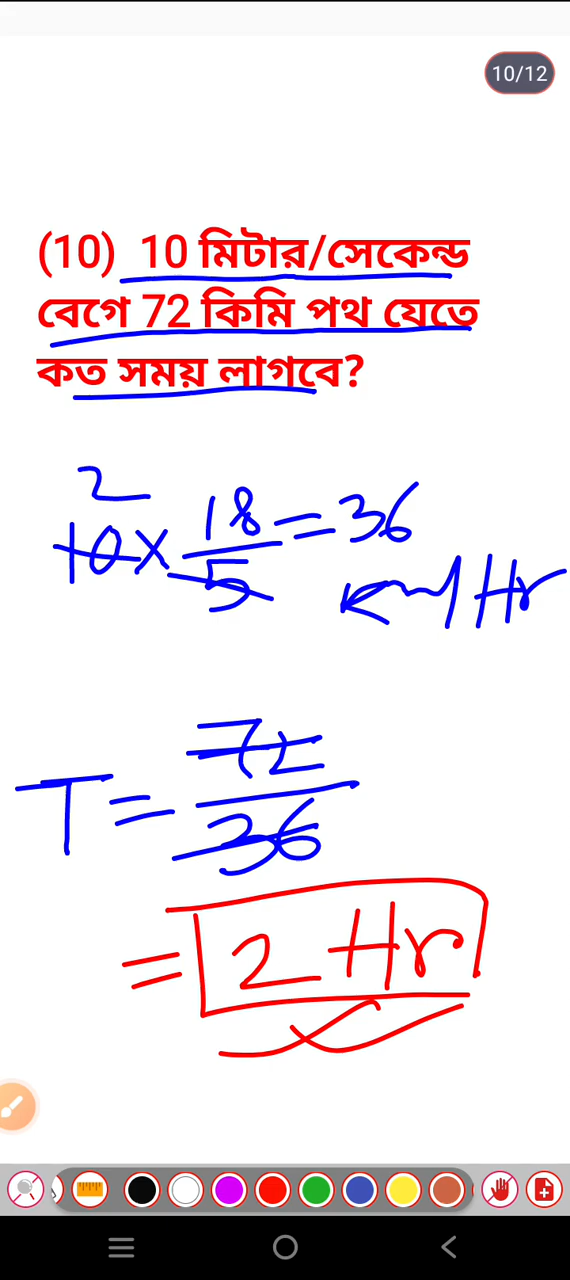 10/12
(10) 10 মিটার/সেকেন্ড
বেগে 72 কিমি পথ যেতে
কত সময় লাগবে?
2
10 × 18/5 = 36
km/Hr
T = 72/36
= 2 Hr